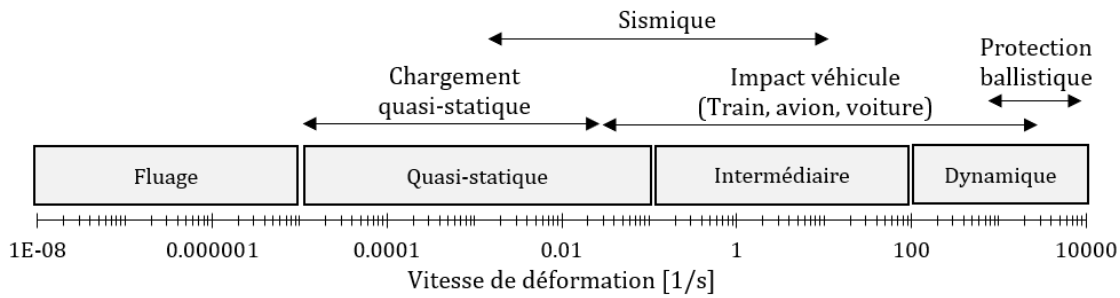 Sismique
Protection
ballistique
Chargement
quasi-statique
Impact véhicule
(Train, avion, voiture)
Fluage
Quasi-statique
Intermédiaire
Dynamique
1E-08
0.000001
0.0001
0.01
1
100
10000
Vitesse de déformation [1/s]